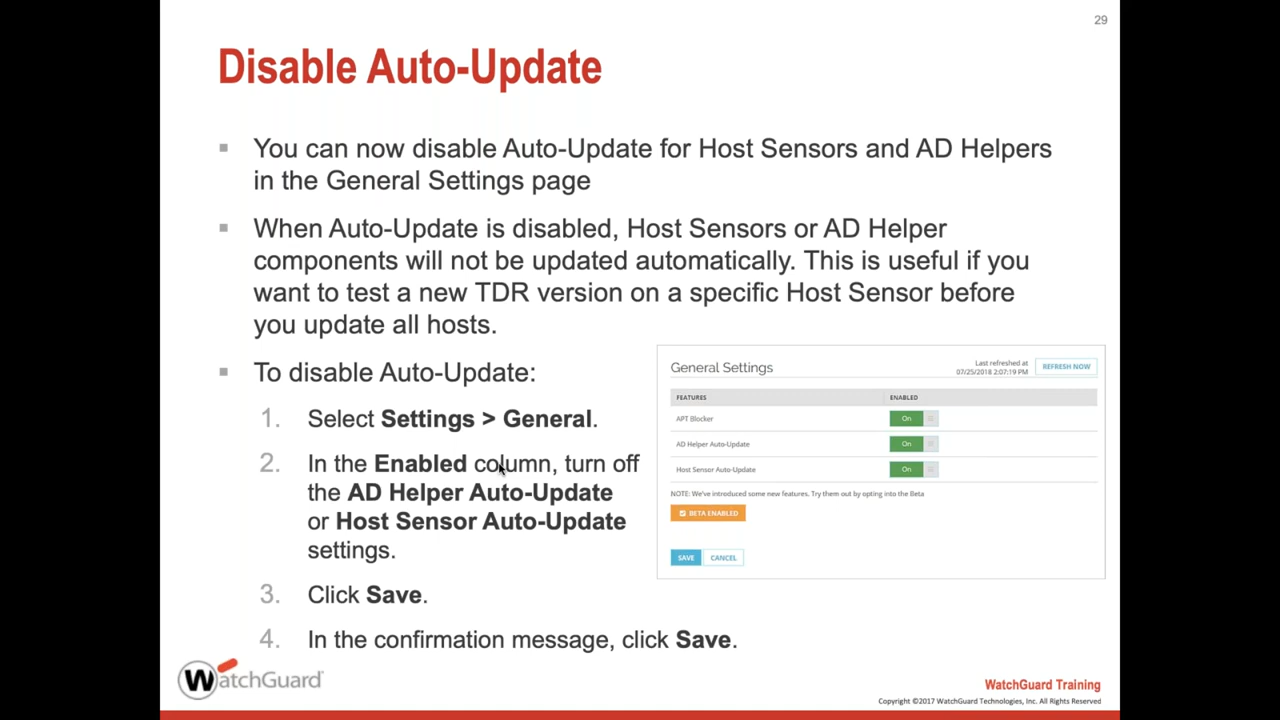 29
Disable Auto-Update
You can now disable Auto-Update for Host Sensors and AD Helpers
in the General Settings page
When Auto-Update is disabled, Host Sensors or AD Helper
components will not be updated automatically. This is useful if you
want to test a new TDR version on a specific Host Sensor before
you update all hosts.
To disable Auto-Update:
1. Select Settings > General.
2. In the Enabled column, turn off
the AD Helper Auto-Update
or Host Sensor Auto-Update
settings.
3. Click Save.
4. In the confirmation message, click Save.
General Settings
Last refreshed at
07/25/2018 2:07:19 PM
REFRESH NOW
FEATURES ENABLED
APT Blocker On
AD Helper Auto-Update On
Host Sensor Auto-Update On
NOTE: We've introduced some new features. Try them out by opting into the Beta
BETA ENABLED
SAVE CANCEL
WatchGuard
WatchGuard Training
Copyright ©2017 WatchGuard Technologies, Inc. All Rights Reserved